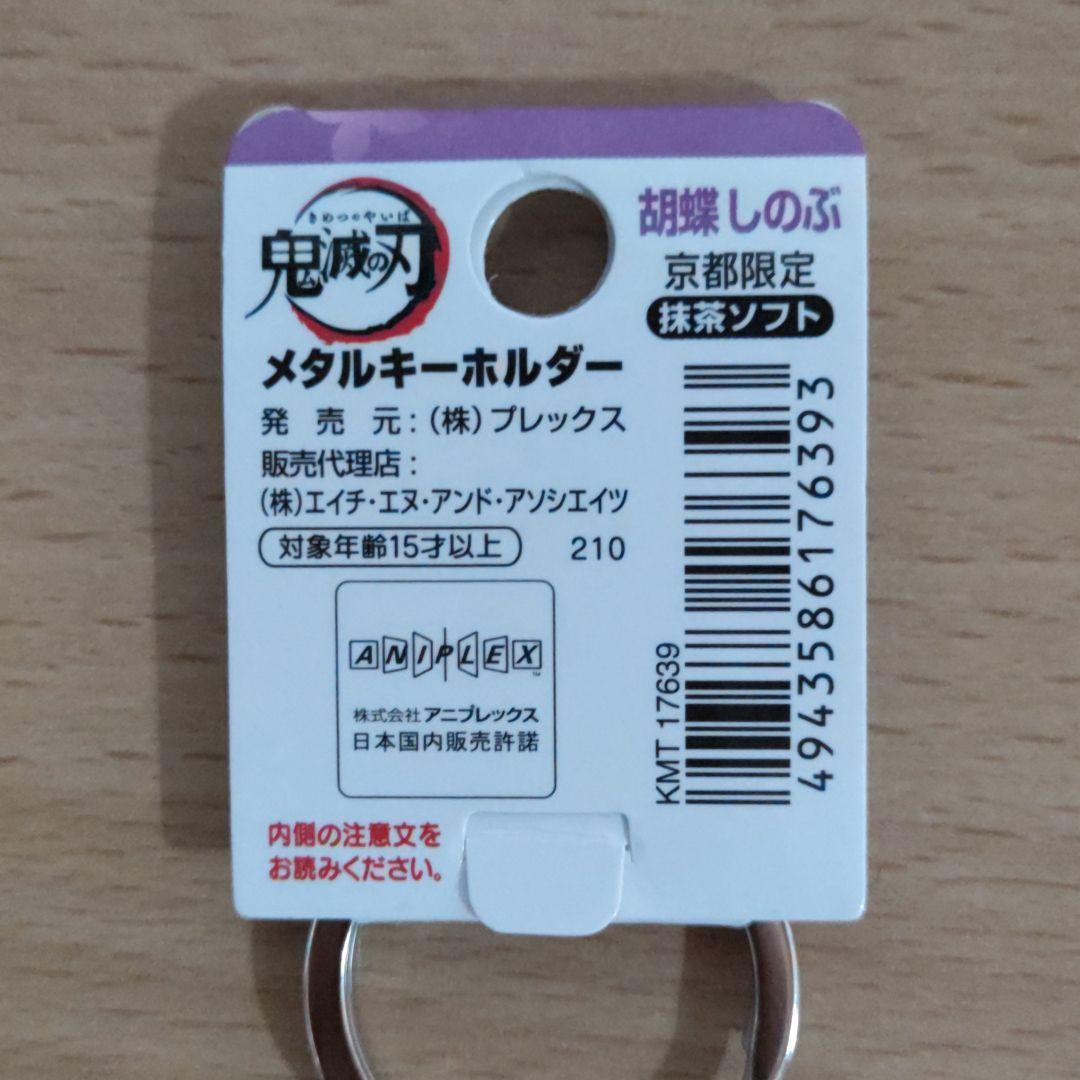 きめつのやいば
鬼滅の刃
胡蝶しのぶ
京都限定
抹茶ソフト
メタルキーホルダー
発売元:(株)プレックス
販売代理店:
(株)エイチ・エヌ・アンド・アソシエイツ
対象年齢15才以上
210
ANIPLEX™
株式会社アニプレックス
日本国内販売許諾
KMT 17639
4943586176393
内側の注意文を
お読みください。